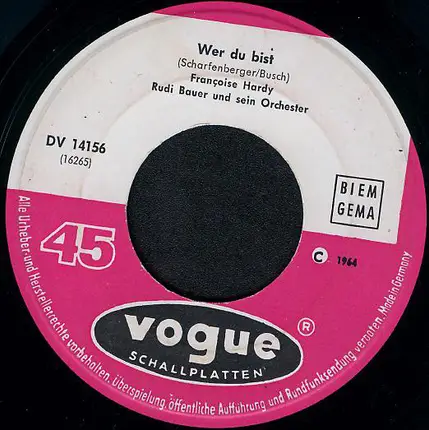 Wer du bist
(Scharfenberger/Busch)
Françoise Hardy
Rudi Bauer und sein Orchester
DV 14156
(16265)
BIEM
GEMA
45
C 1964
vogue ®
SCHALLPLATTEN
Alle Urheber- und Herstellerrechte vorbehalten. Überspielung, öffentliche Aufführung und Rundfunksendung verboten. Made in Germany